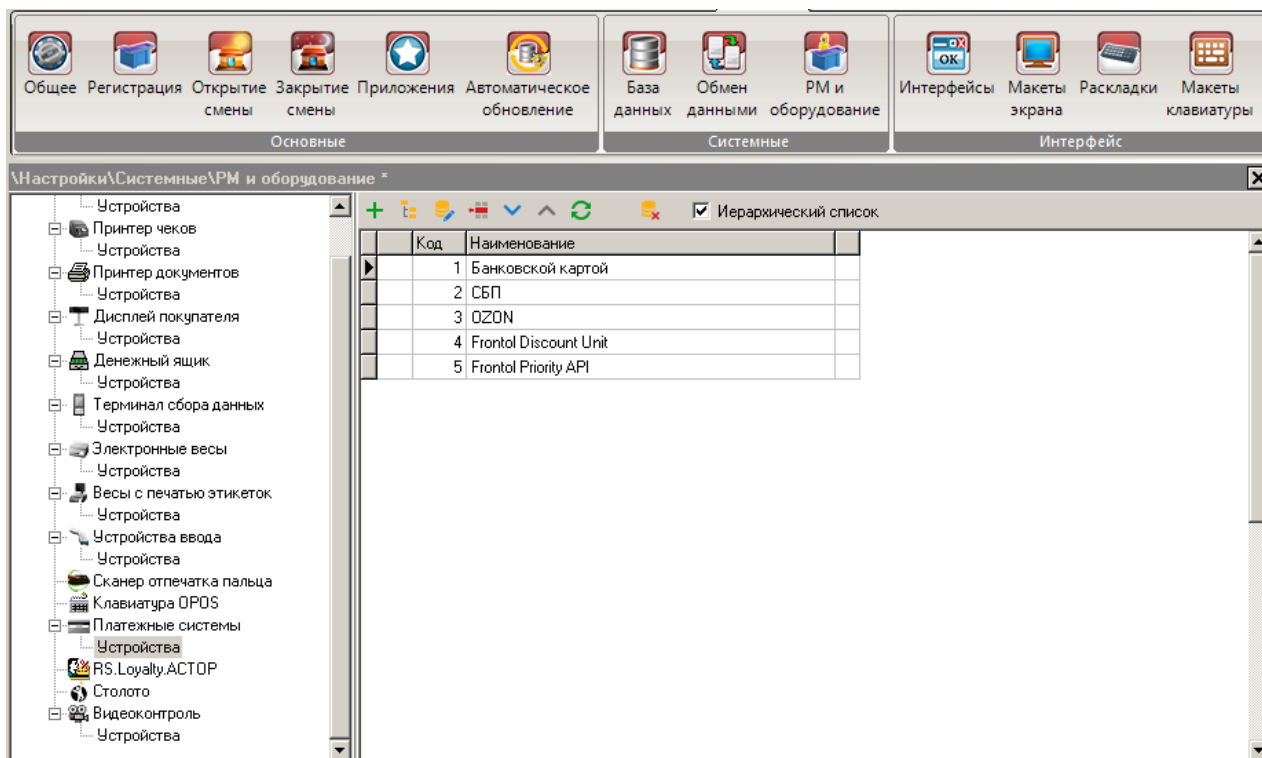 Общее Регистрация Открытие смены Закрытие смены Приложения Автоматическое обновление
Основные
База данных Обмен данными РМ и оборудование
Системные
Интерфейсы Макеты экрана Раскладки Макеты клавиатуры
Интерфейс
\Настройки\Системные\РМ и оборудование *
Устройства
Принтер чеков
Устройства
Принтер документов
Устройства
Дисплей покупателя
Устройства
Денежный ящик
Устройства
Терминал сбора данных
Устройства
Электронные весы
Устройства
Весы с печатью этикеток
Устройства
Устройства ввода
Устройства
Сканер отпечатка пальца
Клавиатура OPOS
Платежные системы
Устройства
RS.Loyalty.АСТОР
Столото
Видеоконтроль
Устройства
Иерархический список
Код Наименование
1 Банковской картой
2 СБП
3 OZON
4 Frontol Discount Unit
5 Frontol Priority API